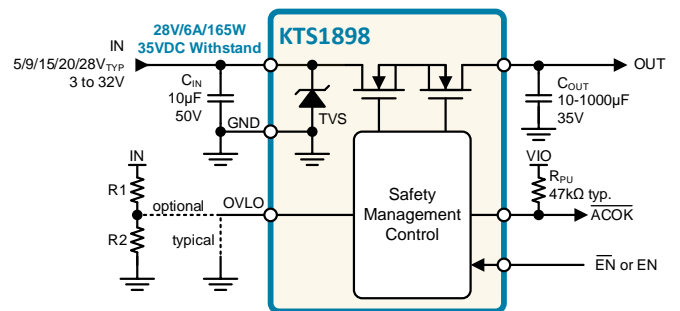 28V/6A/165W
35VDC Withstand
KTS1898
IN
5/9/15/20/28VTYP
3 to 32V
CIN
10µF
50V
GND
TVS
OUT
COUT
10-1000µF
35V
IN
R1
R2
optional
typical
OVLO
Safety
Management
Control
VIO
RPU
47kΩ typ.
A̅C̅O̅K̅
E̅N̅ or EN